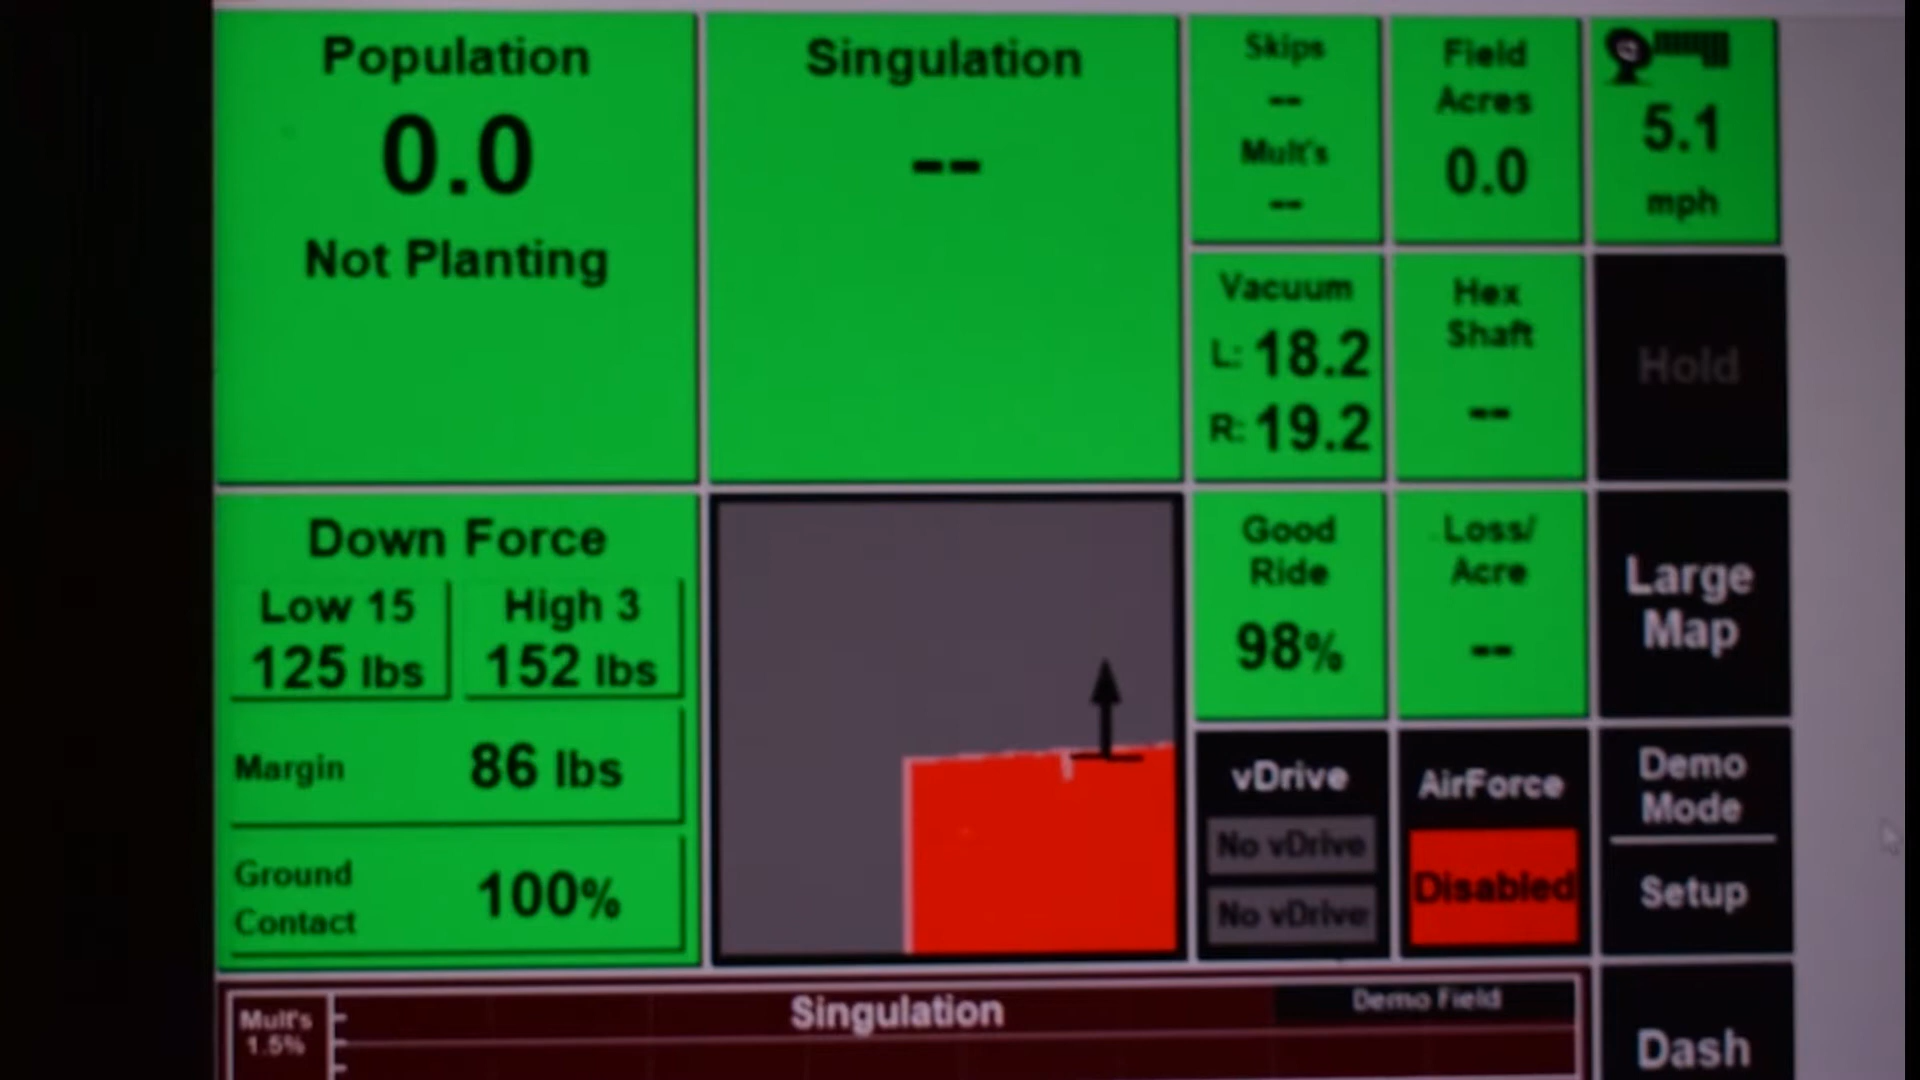 Population
0.0
Not Planting
Singulation
--
Skips
--
Mult's
--
Field
Acres
0.0
5.1
mph
Vacuum
L: 18.2
R: 19.2
Hex
Shaft
--
Hold
Down Force
Low 15
125 lbs
High 3
152 lbs
Margin
86 lbs
Ground
Contact
100%
Good
Ride
98%
Loss/
Acre
--
Large
Map
vDrive
No vDrive
No vDrive
AirForce
Disabled
Demo
Mode
Setup
Singulation
Demo Field
Mult's
1.5%
Dash